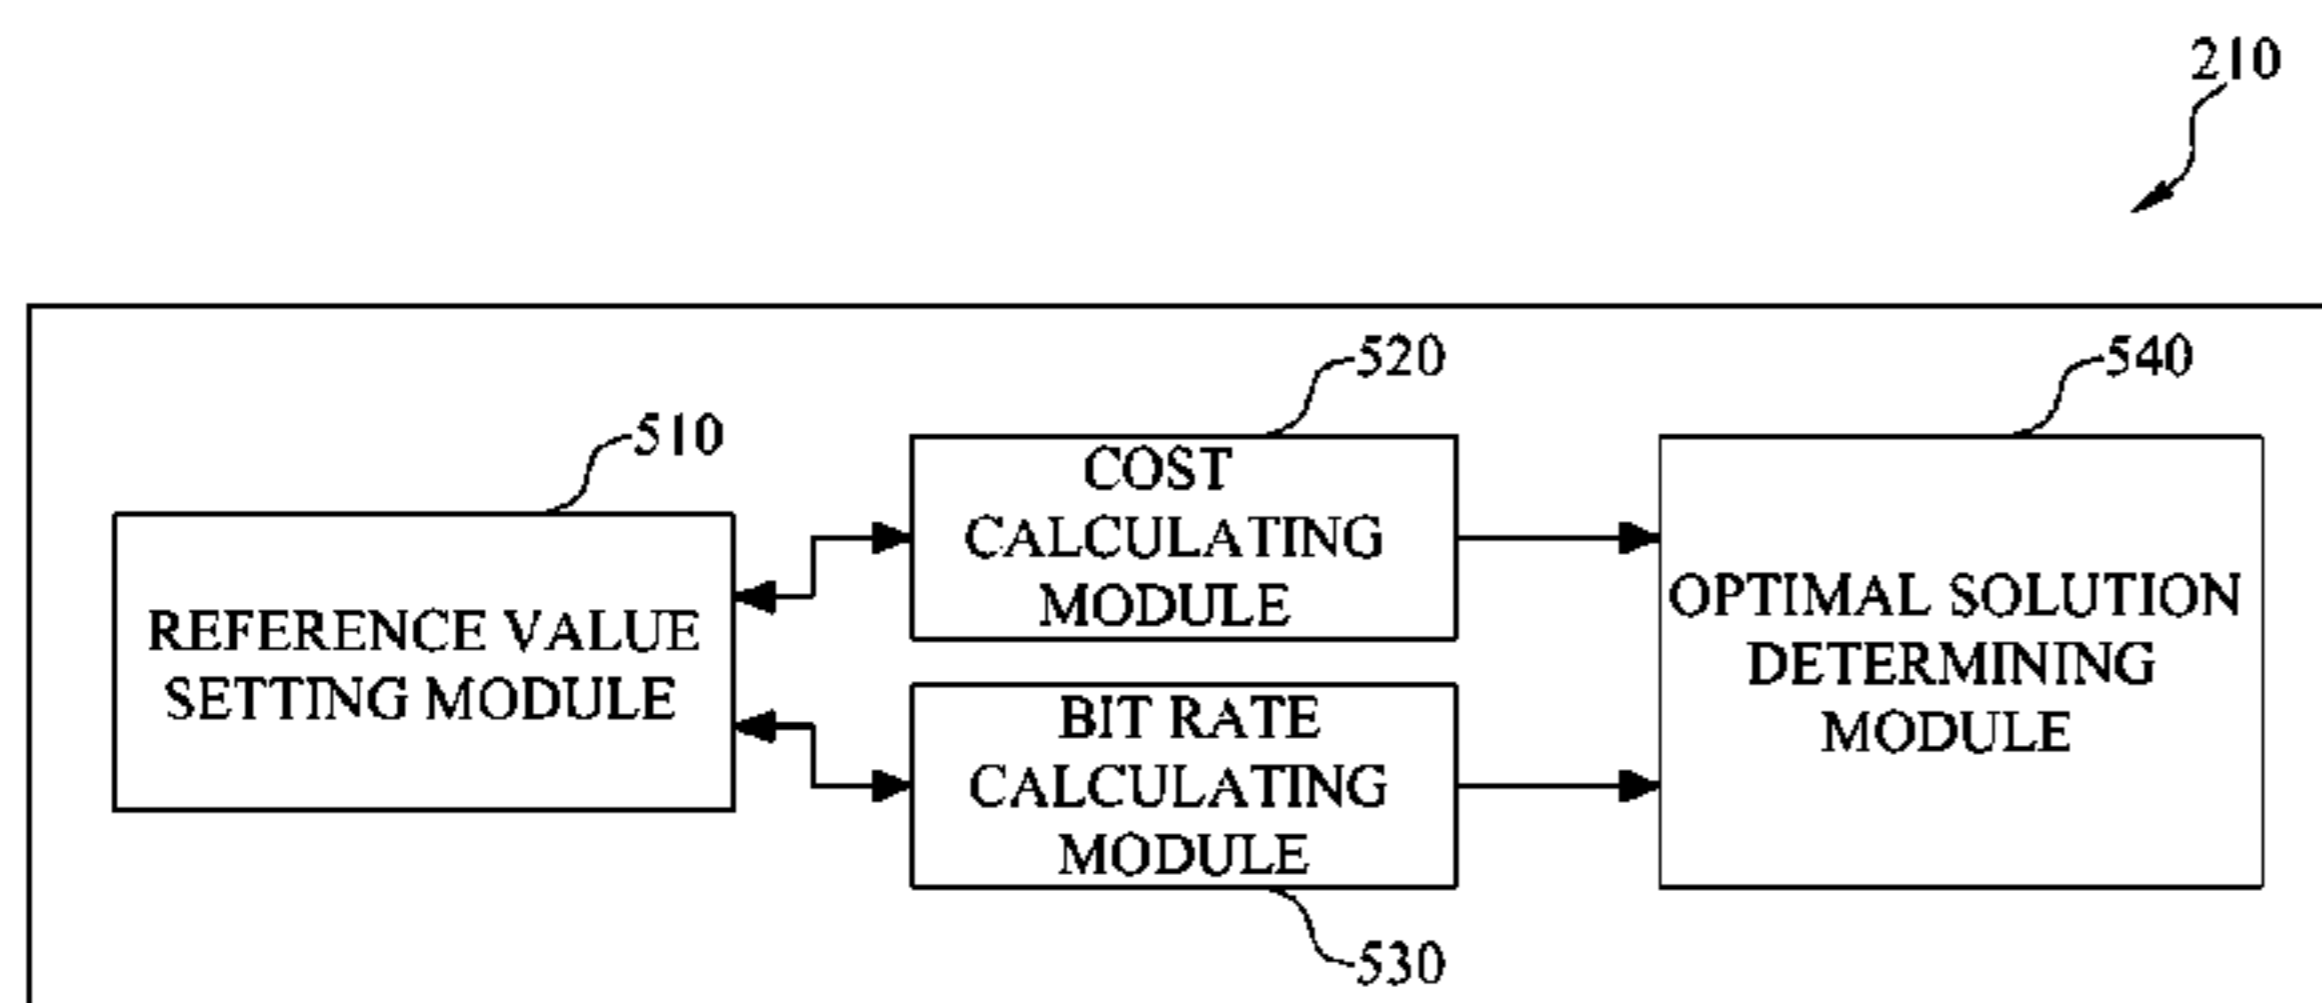 210
520
540
510
COST
CALCULATING
MODULE
REFERENCE VALUE
SETTING MODULE
OPTIMAL SOLUTION
DETERMINING
MODULE
BIT RATE
CALCULATING
MODULE
530